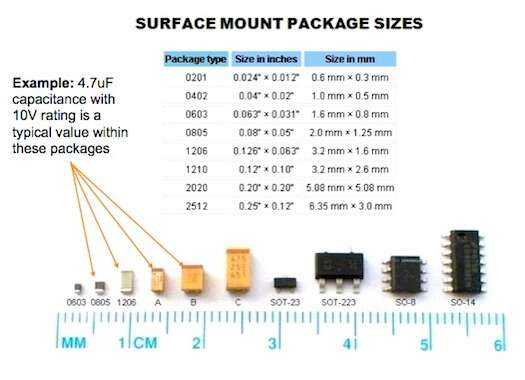 SURFACE MOUNT PACKAGE SIZES
Package type Size in inches Size in mm
0201 0.024" × 0.012" 0.6 mm × 0.3 mm
0402 0.04" × 0.02" 1.0 mm × 0.5 mm
0603 0.063" × 0.031" 1.6 mm × 0.8 mm
0805 0.08" × 0.05" 2.0 mm × 1.25 mm
1206 0.126" × 0.063" 3.2 mm × 1.6 mm
1210 0.12" × 0.10" 3.2 mm × 2.6 mm
2020 0.20" × 0.20" 5.08 mm × 5.08 mm
2512 0.25" × 0.12" 6.35 mm × 3.0 mm
Example: 4.7uF
capacitance with
10V rating is a
typical value within
these packages
0603 0805 1206 A B C SOT-23 SOT-223 SO-8 SO-14
MM 1 CM 2 3 4 5 6